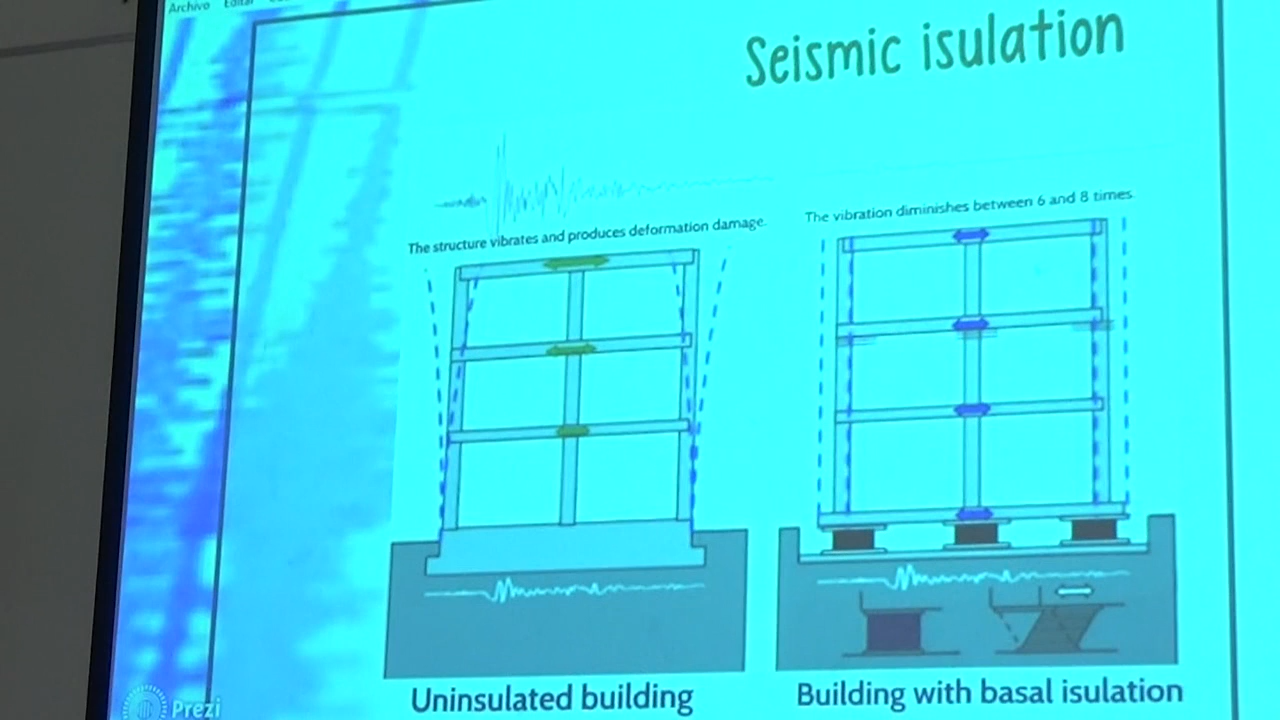 Archivo Editar
Seismic isulation
The structure vibrates and produces deformation damage.
The vibration diminishes between 6 and 8 times
Uninsulated building
Building with basal isulation
Prezi